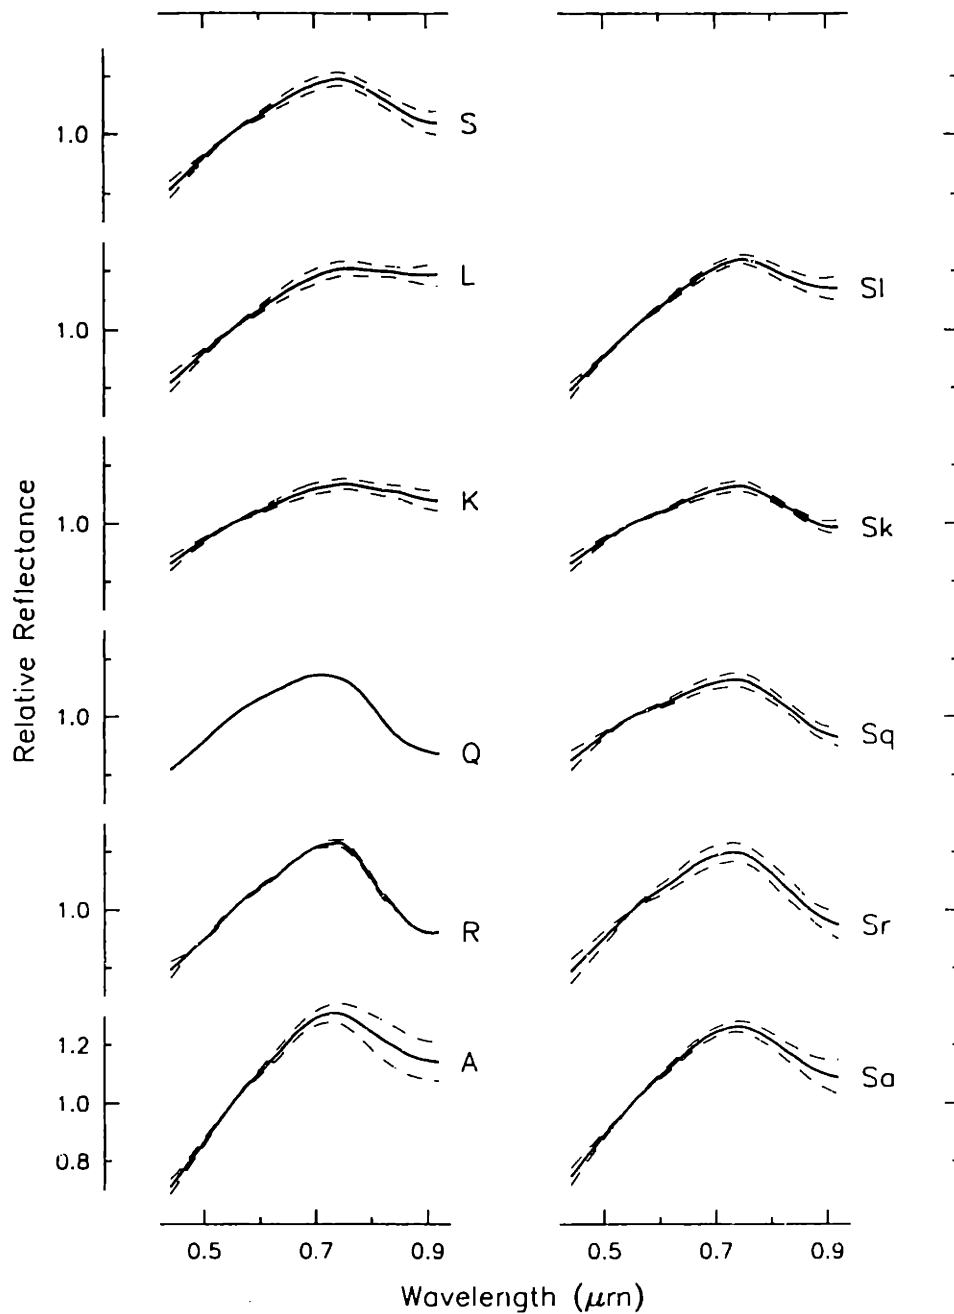 1.0 S
1.0 L Sl
1.0 K Sk
1.0 Q Sq
1.0 R Sr
1.2
1.0 A Sa
0.8
0.5 0.7 0.9 0.5 0.7 0.9
Relative Reflectance
Wavelength (μm)